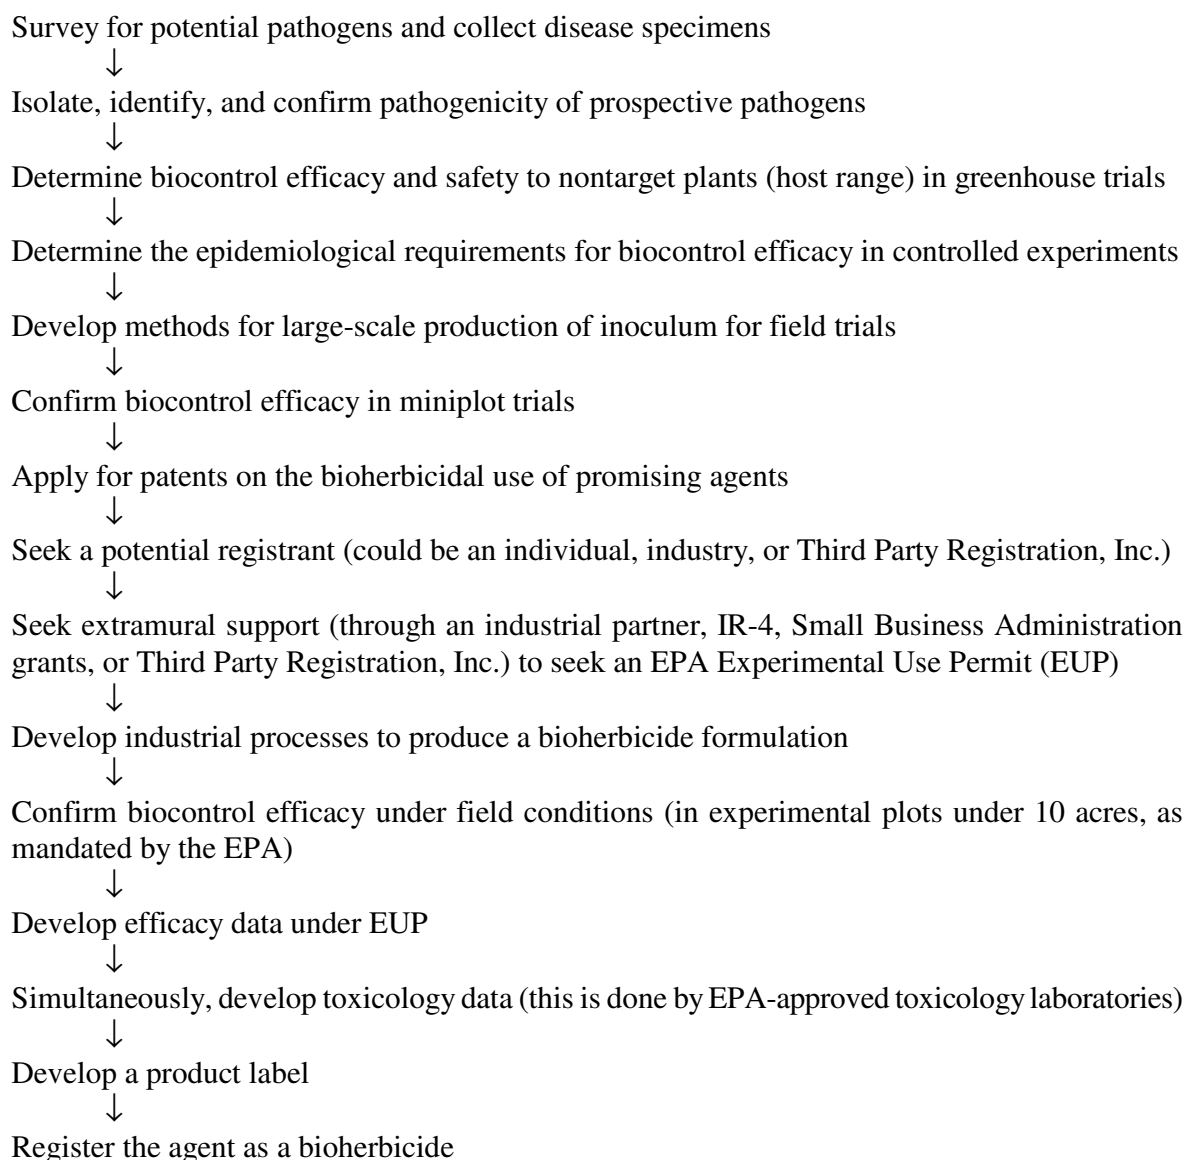 Survey for potential pathogens and collect disease specimens
↓
Isolate, identify, and confirm pathogenicity of prospective pathogens
↓
Determine biocontrol efficacy and safety to nontarget plants (host range) in greenhouse trials
↓
Determine the epidemiological requirements for biocontrol efficacy in controlled experiments
↓
Develop methods for large-scale production of inoculum for field trials
↓
Confirm biocontrol efficacy in miniplot trials
↓
Apply for patents on the bioherbicidal use of promising agents
↓
Seek a potential registrant (could be an individual, industry, or Third Party Registration, Inc.)
↓
Seek extramural support (through an industrial partner, IR-4, Small Business Administration
grants, or Third Party Registration, Inc.) to seek an EPA Experimental Use Permit (EUP)
↓
Develop industrial processes to produce a bioherbicide formulation
↓
Confirm biocontrol efficacy under field conditions (in experimental plots under 10 acres, as
mandated by the EPA)
↓
Develop efficacy data under EUP
↓
Simultaneously, develop toxicology data (this is done by EPA-approved toxicology laboratories)
↓
Develop a product label
↓
Register the agent as a bioherbicide